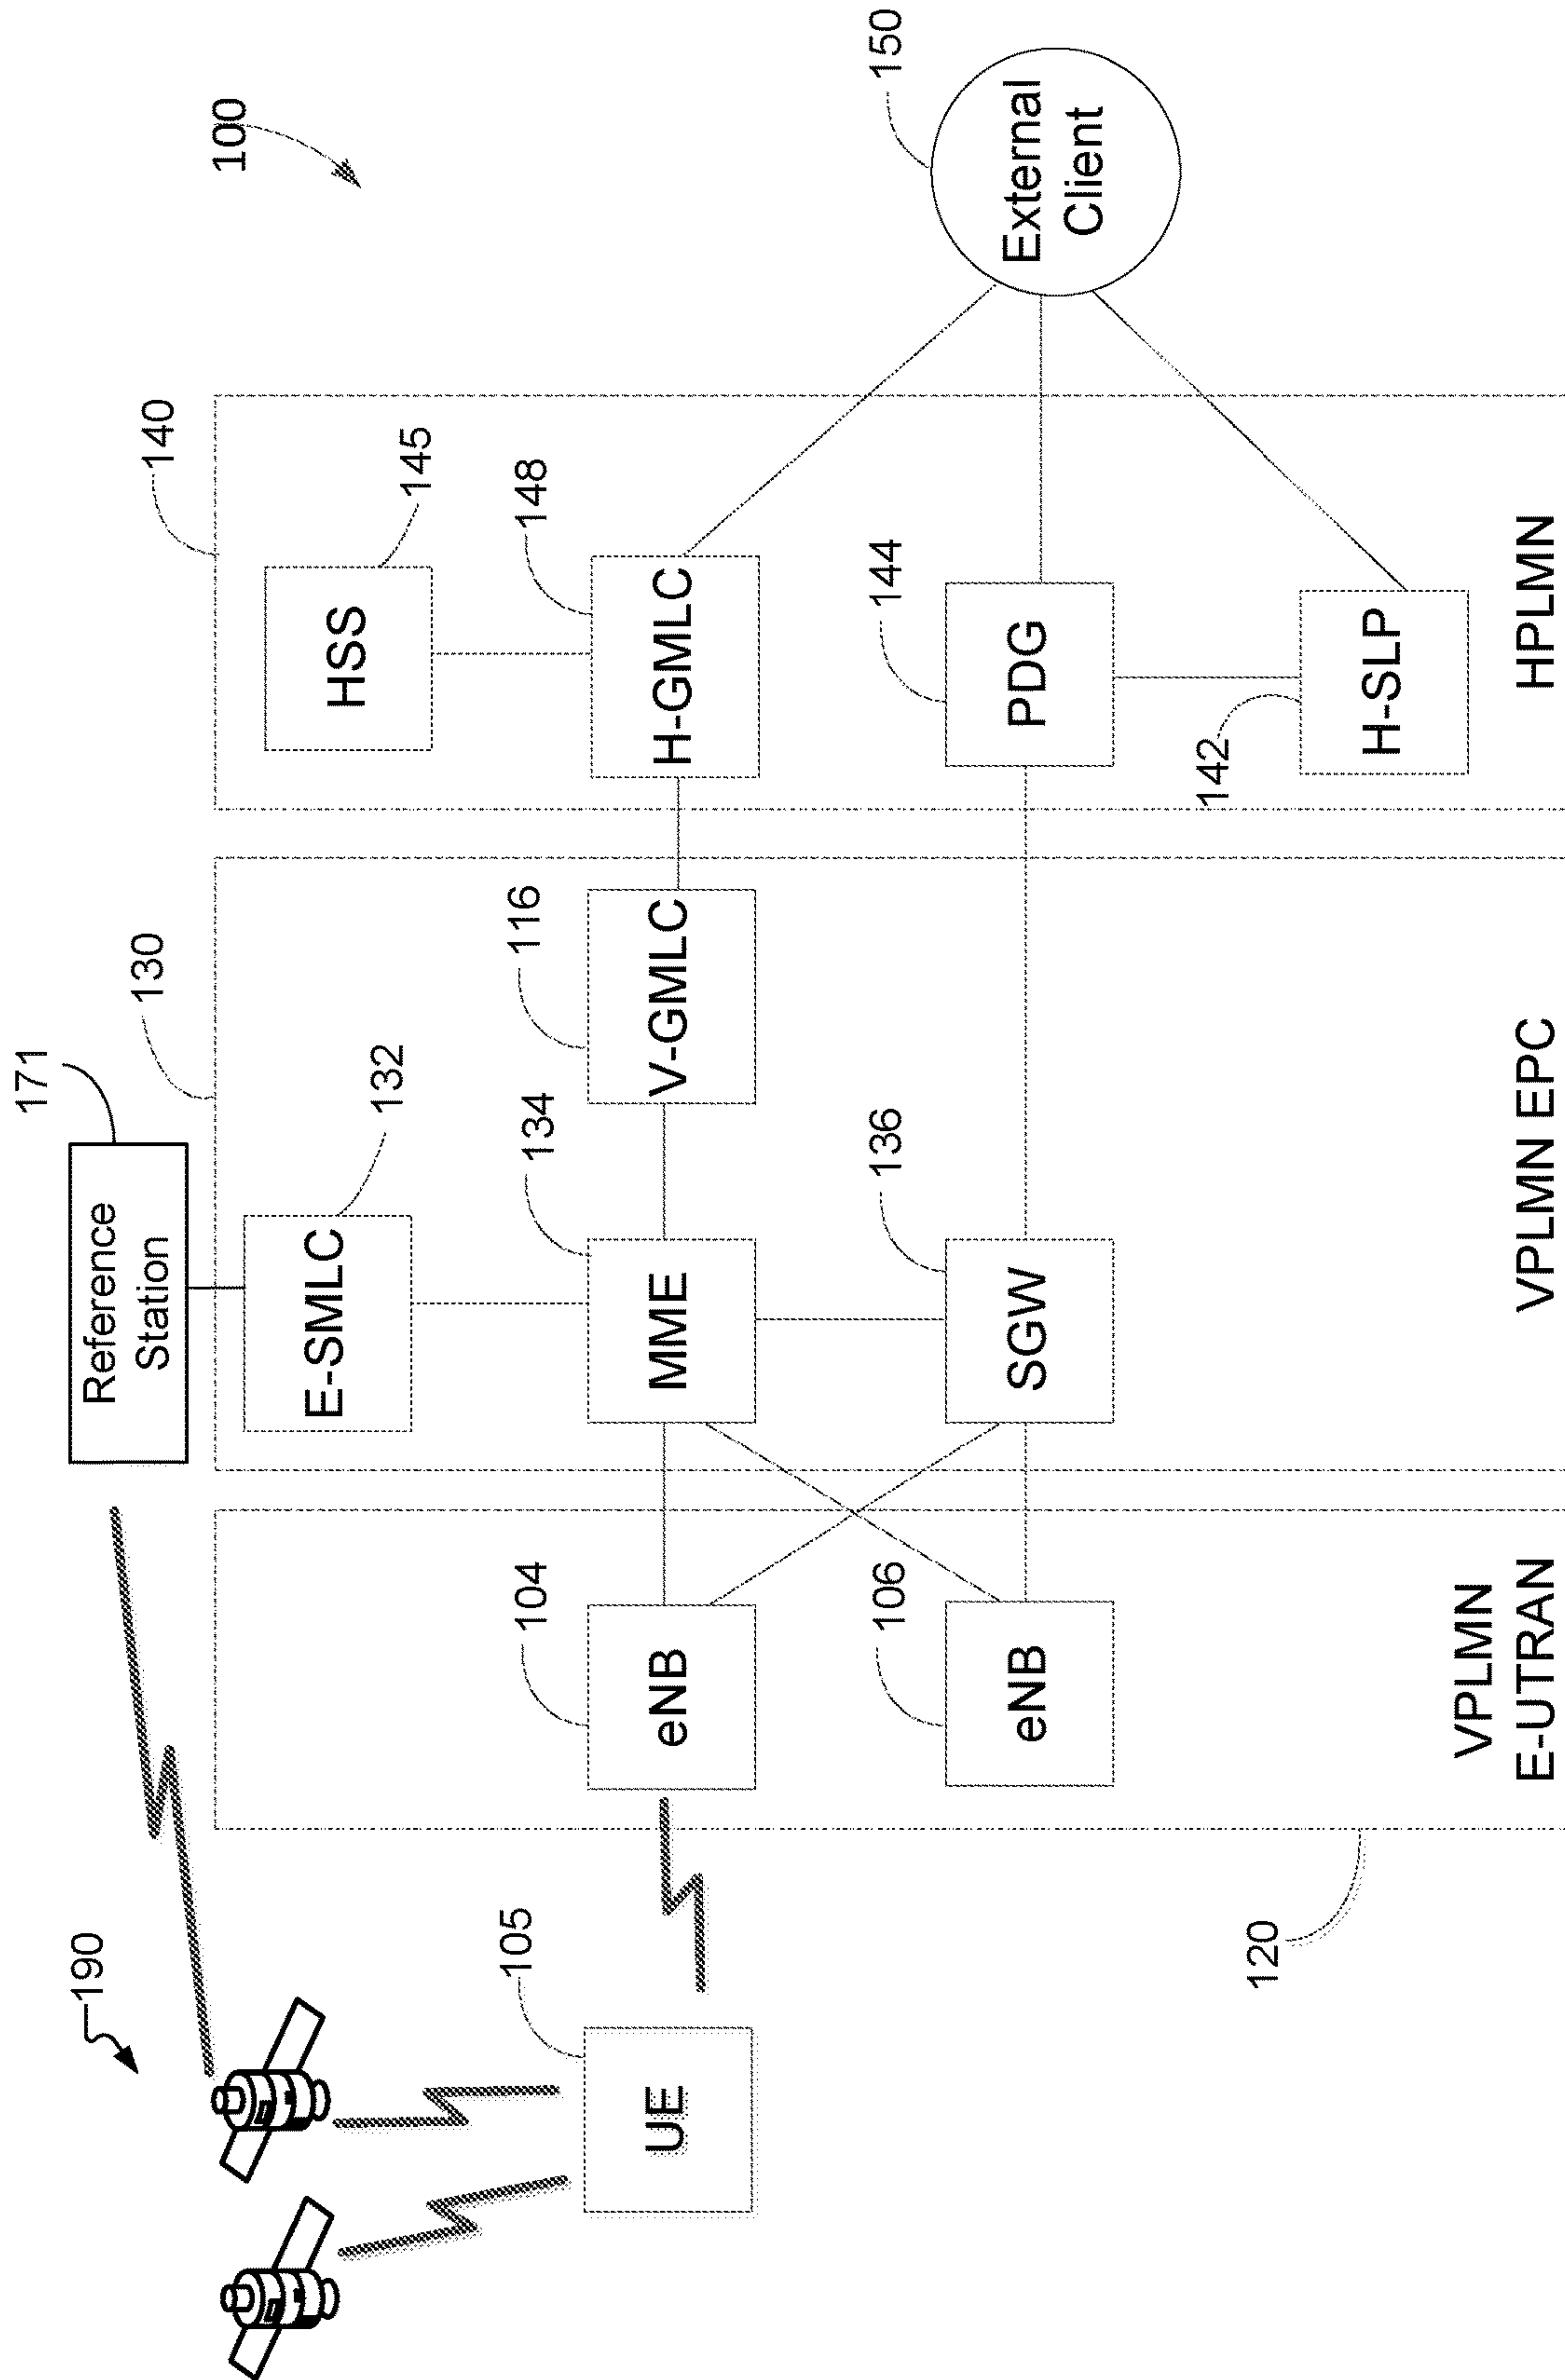 100
190
171
Reference
Station
130
140
E-SMLC
132
HSS
145
105
UE
104
eNB
134
MME
116
V-GMLC
148
H-GMLC
150
External
Client
106
eNB
136
SGW
144
PDG
142
H-SLP
120
VPLMN
E-UTRAN
VPLMN EPC
HPLMN